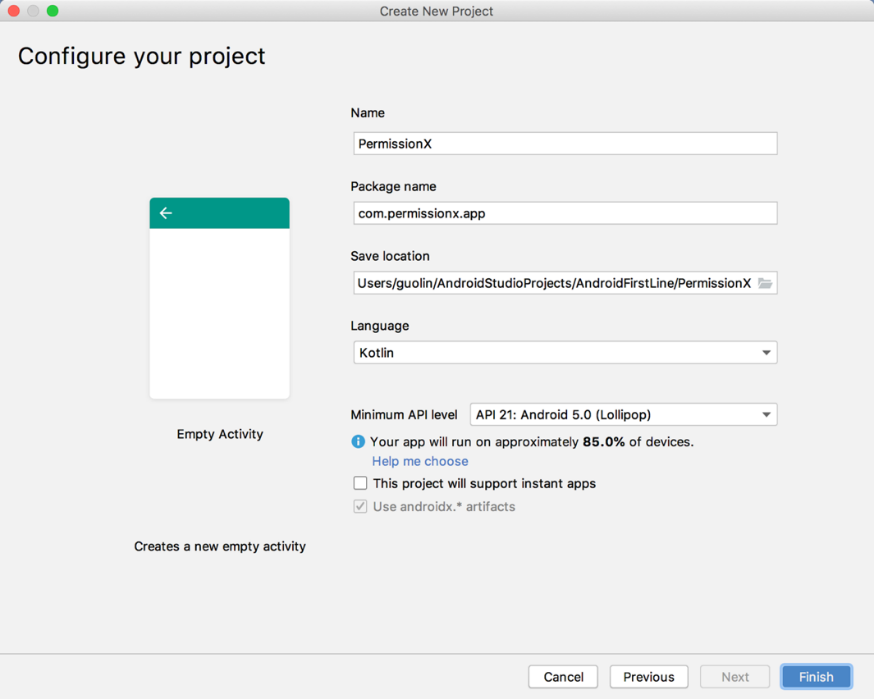 Create New Project
Configure your project
Name
PermissionX
Package name
com.permissionx.app
Save location
Users/guolin/AndroidStudioProjects/AndroidFirstLine/PermissionX
Language
Kotlin
Minimum API level API 21: Android 5.0 (Lollipop)
Your app will run on approximately 85.0% of devices.
Help me choose
This project will support instant apps
Use androidx.* artifacts
Empty Activity
Creates a new empty activity
Cancel Previous Next Finish